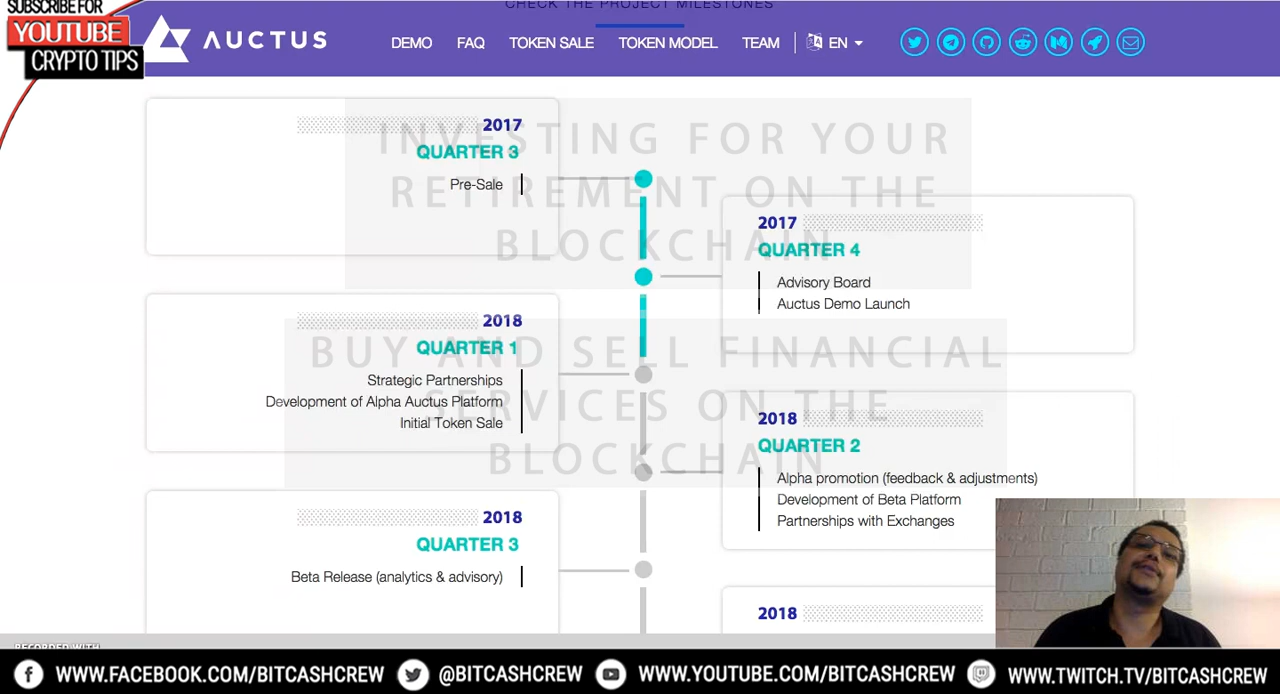 CHECK THE PROJECT MILESTONES
SUBSCRIBE FOR
YOUTUBE
CRYPTO TIPS
AUCTUS
DEMO FAQ TOKEN SALE TOKEN MODEL TEAM EN
2017
QUARTER 3
Pre-Sale
INVESTING FOR YOUR
RETIREMENT ON THE
BLOCKCHAIN
2017
QUARTER 4
Advisory Board
Auctus Demo Launch
2018
QUARTER 1
Strategic Partnerships
Development of Alpha Auctus Platform
Initial Token Sale
BUY AND SELL FINANCIAL
SERVICES ON THE
BLOCKCHAIN
2018
QUARTER 2
Alpha promotion (feedback & adjustments)
Development of Beta Platform
Partnerships with Exchanges
2018
QUARTER 3
Beta Release (analytics & advisory)
2018
RECORDED WITH
WWW.FACEBOOK.COM/BITCASHCREW @BITCASHCREW WWW.YOUTUBE.COM/BITCASHCREW WWW.TWITCH.TV/BITCASHCREW